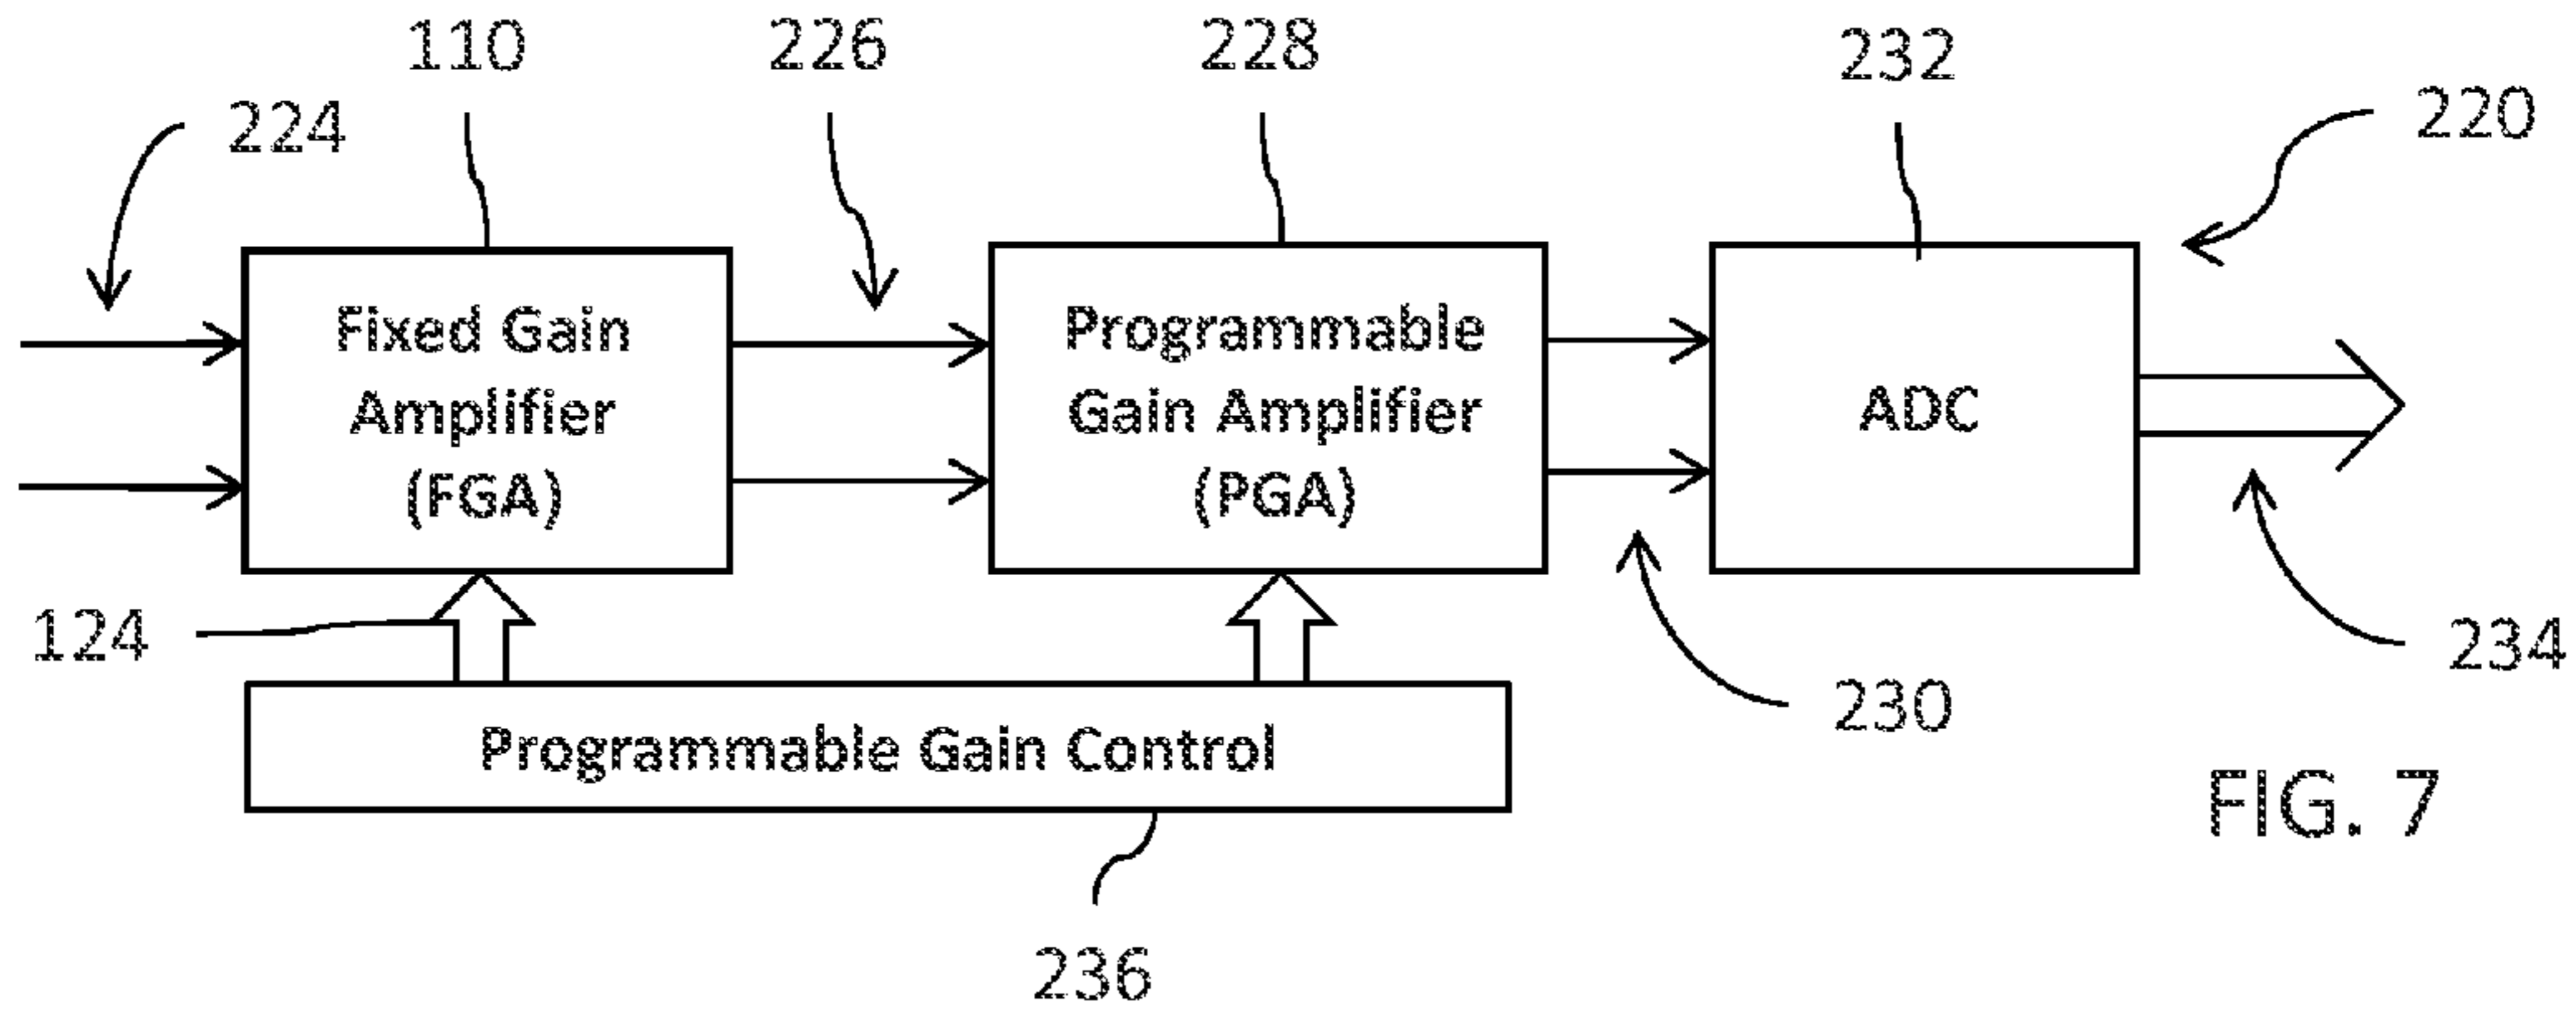 110
226
228
232
224
220
Fixed Gain
Amplifier
(FGA)
Programmable
Gain Amplifier
(PGA)
ADC
124
234
230
Programmable Gain Control
FIG. 7
236